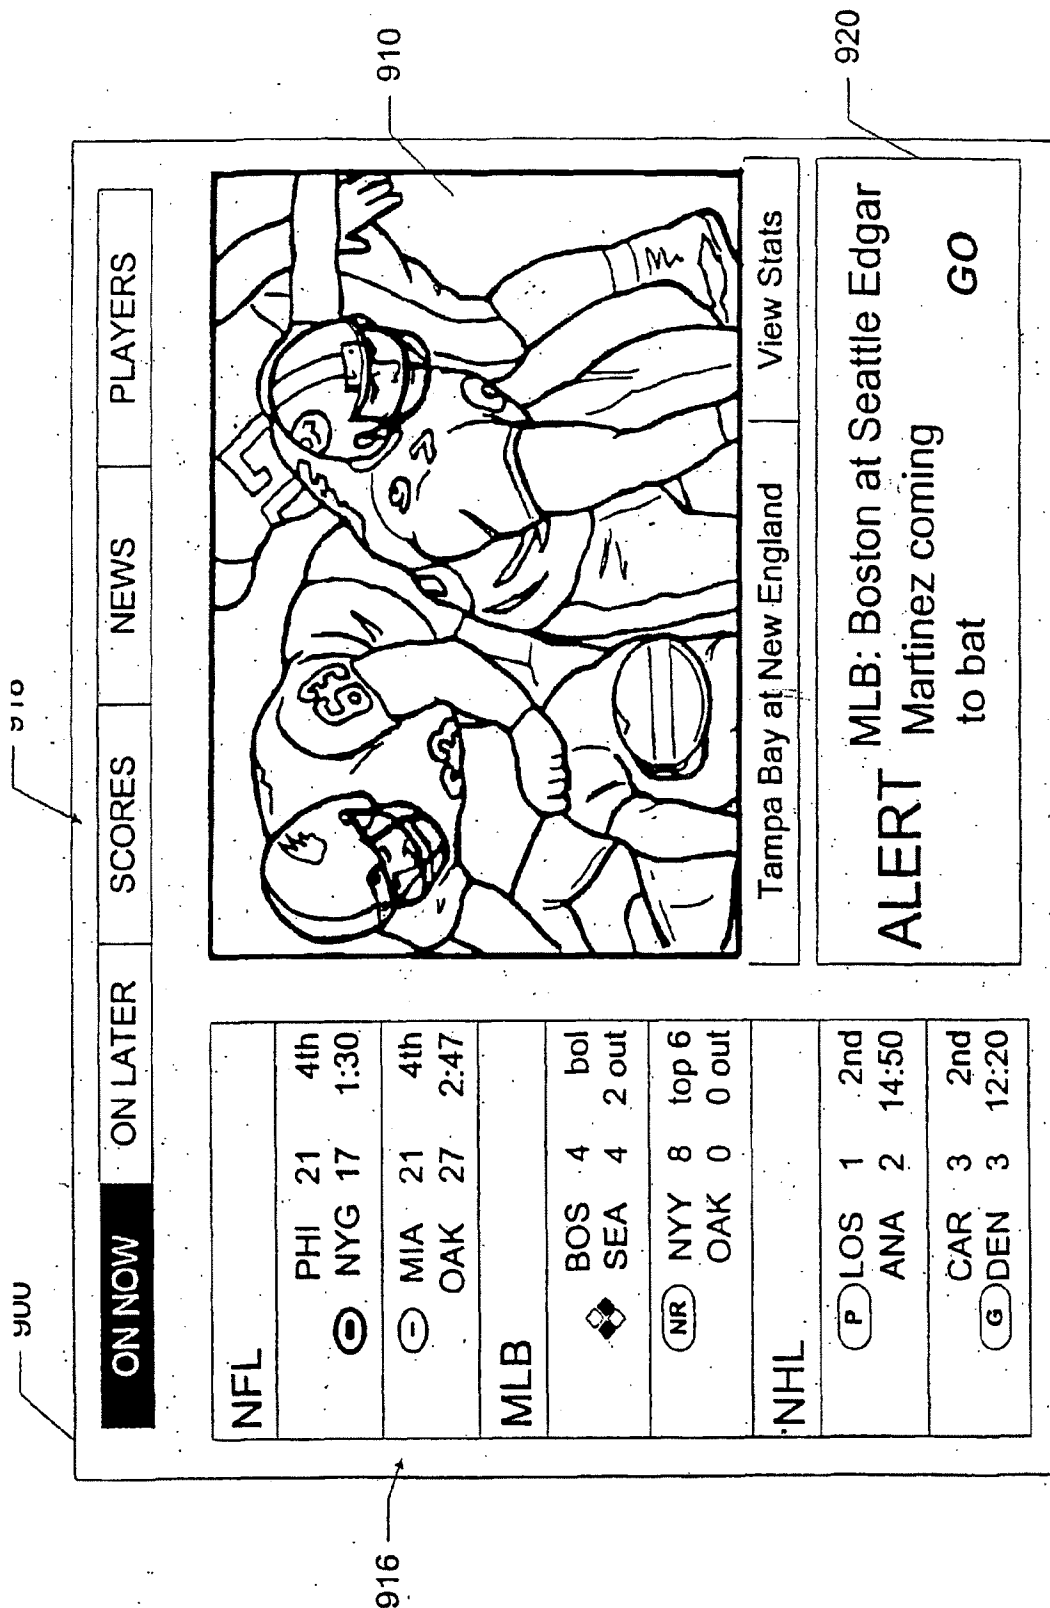 900
ON NOW ON LATER SCORES NEWS PLAYERS
NFL
PHI 21 4th
NYG 17 1:30
MIA 21 4th
OAK 27 2:47
MLB
BOS 4 bol
SEA 4 2 out
NR NYY 8 top 6
OAK 0 0 out
NHL
P LOS 1 2nd
ANA 2 14:50
CAR 3 2nd
G DEN 3 12:20
916
49
Tampa Bay at New England View Stats
ALERT MLB: Boston at Seattle Edgar
Martinez coming
to bat GO
910
920